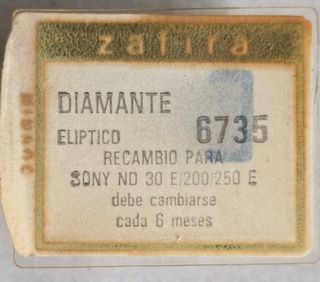 zafira
DIAMANTE
ELIPTICO 6735
RECAMBIO PARA
SONY ND 30 E/200/250 E
debe cambiarse
cada 6 meses